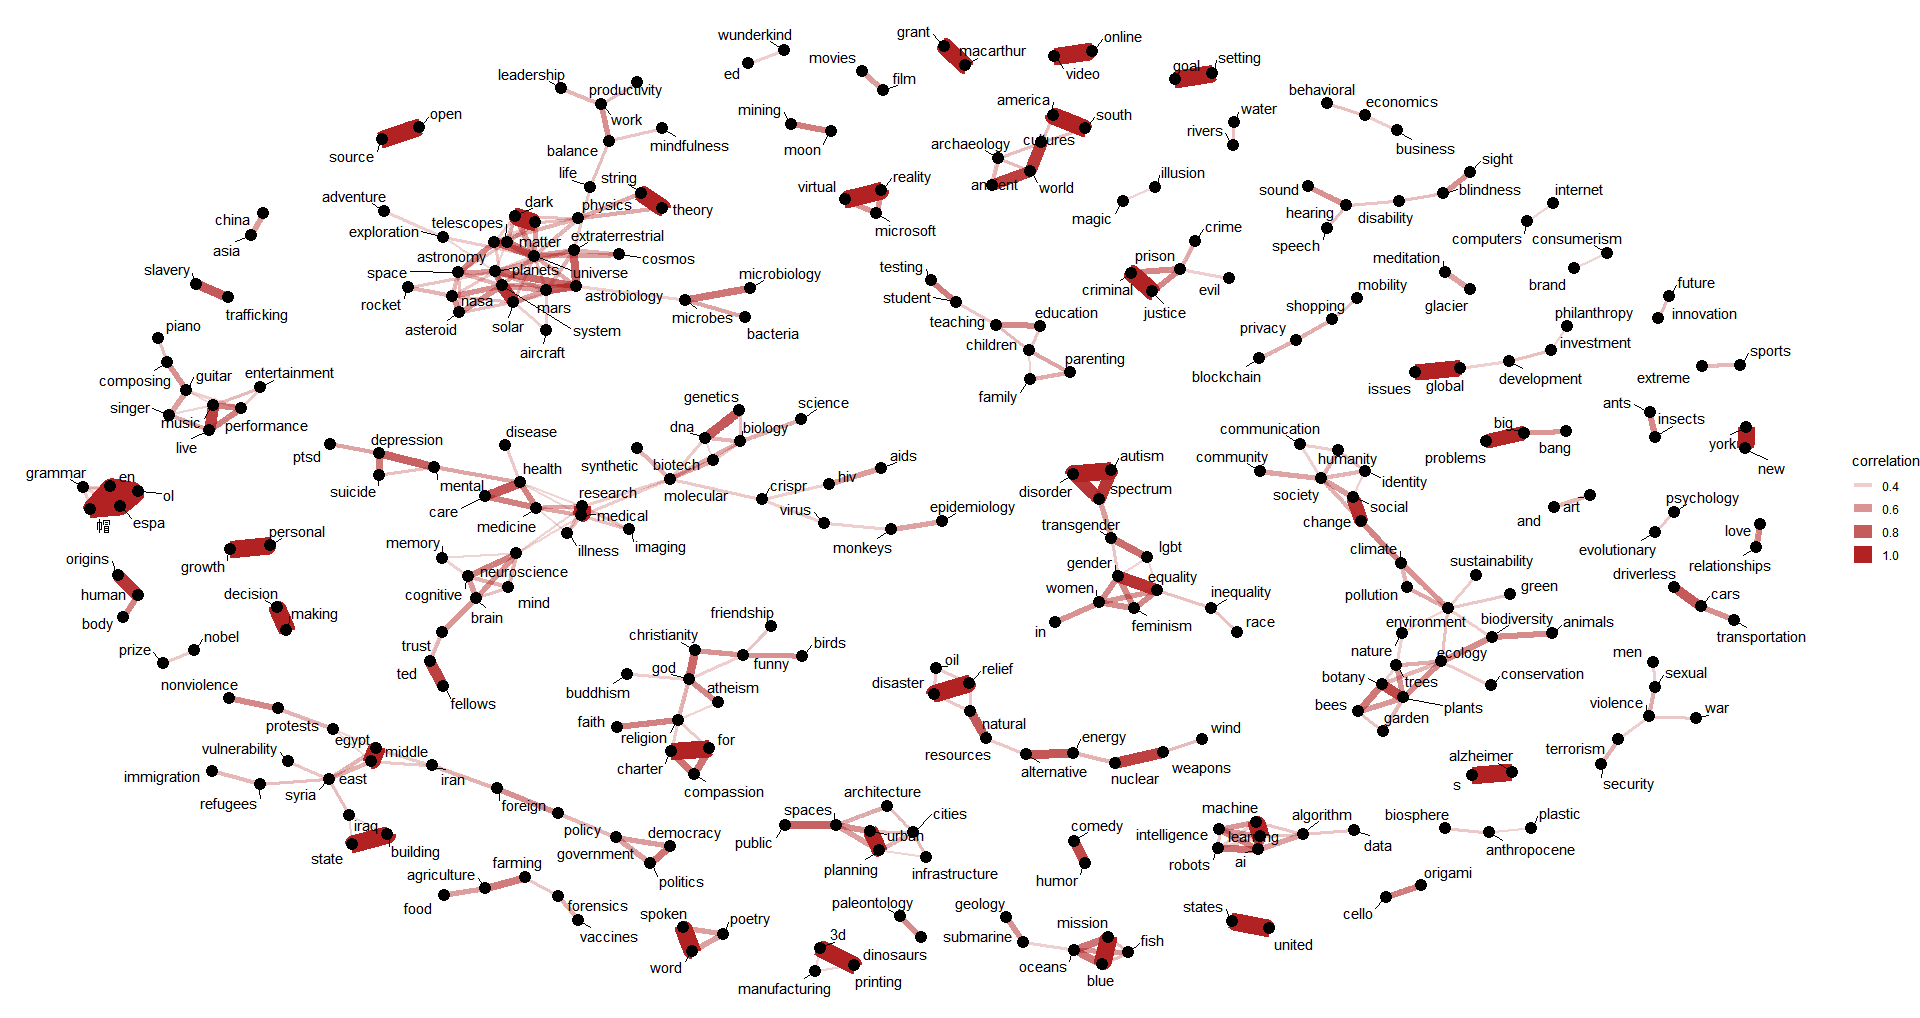 wunderkind
ed
movies
film
grant
macarthur
online
video
goal
setting
leadership
productivity
work
balance
mindfulness
life
mining
moon
america
south
cultures
archaeology
ancient
world
water
rivers
behavioral
economics
business
open
source
string
theory
physics
dark
telescopes
matter
extraterrestrial
cosmos
adventure
exploration
astronomy
space
planets
universe
rocket
nasa
mars
astrobiology
asteroid
solar
system
aircraft
microbiology
microbes
bacteria
virtual
reality
microsoft
illusion
magic
sight
sound
blindness
hearing
disability
speech
internet
computers
consumerism
brand
china
asia
slavery
trafficking
crime
prison
criminal
evil
justice
testing
student
teaching
education
children
parenting
family
meditation
glacier
mobility
shopping
privacy
blockchain
future
innovation
philanthropy
investment
development
issues
global
sports
extreme
piano
composing
guitar
entertainment
singer
music
performance
live
genetics
science
dna
biology
synthetic
biotech
molecular
disease
depression
ptsd
health
suicide
mental
care
research
medicine
medical
illness
imaging
aids
hiv
crispr
virus
epidemiology
monkeys
autism
disorder
spectrum
transgender
lgbt
gender
equality
women
in
feminism
inequality
race
communication
community
humanity
identity
society
social
change
climate
pollution
sustainability
green
environment
biodiversity
animals
nature
ecology
botany
trees
conservation
bees
plants
garden
big
bang
problems
ants
insects
york
new
and
art
psychology
evolutionary
love
relationships
driverless
cars
transportation
correlation
0.4
0.6
0.8
1.0
grammar
en
ol
帽
espa
personal
growth
origins
human
body
decision
making
memory
neuroscience
cognitive
mind
brain
trust
ted
fellows
nobel
prize
friendship
christianity
birds
funny
god
buddhism
atheism
faith
religion
for
charter
compassion
oil
relief
disaster
natural
resources
energy
alternative
wind
nuclear
weapons
men
sexual
violence
war
terrorism
security
nonviolence
protests
egypt
middle
vulnerability
immigration
east
iran
refugees
syria
iraq
state
building
foreign
policy
democracy
government
politics
farming
agriculture
food
forensics
vaccines
alzheimer
s
architecture
spaces
cities
public
urban
planning
infrastructure
comedy
humor
machine
algorithm
intelligence
learning
data
robots
ai
biosphere
plastic
anthropocene
origami
cello
spoken
poetry
word
paleontology
dinosaurs
3d
printing
manufacturing
geology
submarine
mission
fish
oceans
blue
states
united